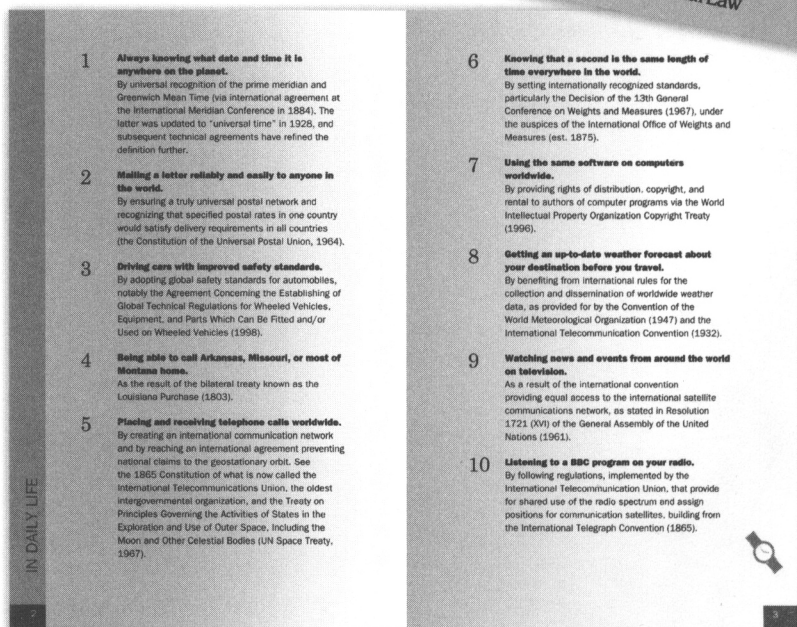 Law
1
Always knowing what date and time it is
anywhere on the planet.
By universal recognition of the prime meridian and
Greenwich Mean Time (via international agreement at
the International Meridian Conference in 1884). The
latter was updated to "universal time" in 1928, and
subsequent technical agreements have refined the
definition further.
2
Mailing a letter reliably and easily to anyone in
the world.
By ensuring a truly universal postal network and
recognizing that specified postal rates in one country
would satisfy delivery requirements in all countries
(the Constitution of the Universal Postal Union, 1964).
3
Driving cars with improved safety standards.
By adopting global safety standards for automobiles,
notably the Agreement Concerning the Establishing of
Global Technical Regulations for Wheeled Vehicles,
Equipment, and Parts Which Can Be Fitted and/or
Used on Wheeled Vehicles (1998).
4
Being able to call Arkansas, Missouri, or most of
Montana home.
As the result of the bilateral treaty known as the
Louisiana Purchase (1803).
5
Placing and receiving telephone calls worldwide.
By creating an international communication network
and by reaching an international agreement preventing
national claims to the geostationary orbit. See
the 1865 Constitution of what is now called the
International Telecommunications Union, the oldest
intergovernmental organization, and the Treaty on
Principles Governing the Activities of States in the
Exploration and Use of Outer Space, Including the
Moon and Other Celestial Bodies (UN Space Treaty,
1967).
IN DAILY LIFE
2
6
Knowing that a second is the same length of
time everywhere in the world.
By setting internationally recognized standards,
particularly the Decision of the 13th General
Conference on Weights and Measures (1967), under
the auspices of the International Office of Weights and
Measures (est. 1875).
7
Using the same software on computers
worldwide.
By providing rights of distribution, copyright, and
rental to authors of computer programs via the World
Intellectual Property Organization Copyright Treaty
(1996).
8
Getting an up-to-date weather forecast about
your destination before you travel.
By benefiting from international rules for the
collection and dissemination of worldwide weather
data, as provided for by the Convention of the
World Meteorological Organization (1947) and the
International Telecommunication Convention (1932).
9
Watching news and events from around the world
on television.
As a result of the international convention
providing equal access to the international satellite
communications network, as stated in Resolution
1721 (XVI) of the General Assembly of the United
Nations (1961).
10
Listening to a BBC program on your radio.
By following regulations, implemented by the
International Telecommunication Union, that provide
for shared use of the radio spectrum and assign
positions for communication satellites, building from
the International Telegraph Convention (1865).
3